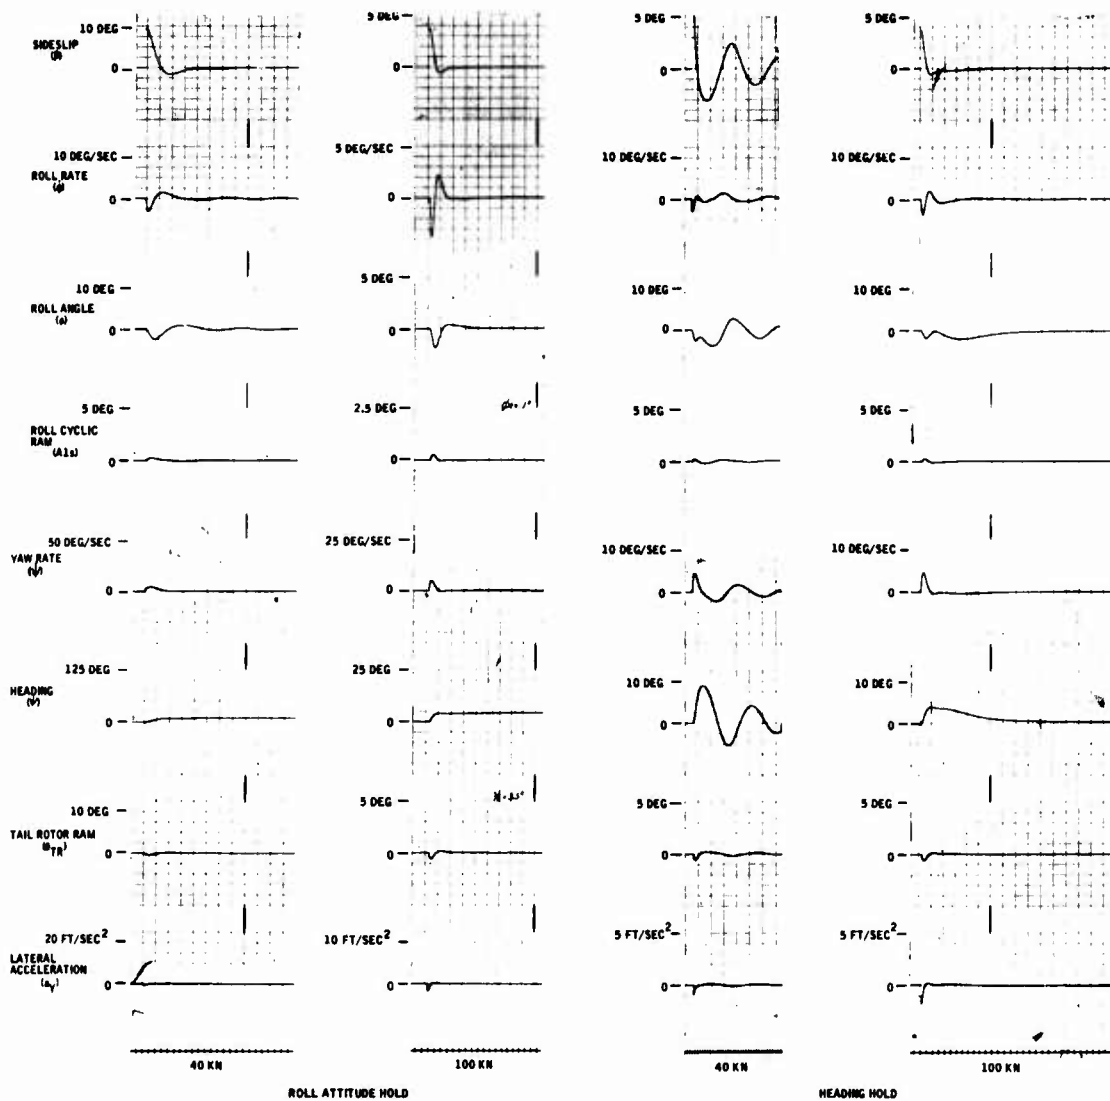 10 DEG
SIDESLIP
(β)
0
5 DEG
0
5 DEG
0
5 DEG
0
10 DEG/SEC
ROLL RATE
0
5 DEG/SEC
0
10 DEG/SEC
0
10 DEG/SEC
0
10 DEG
ROLL ANGLE
0
5 DEG
0
10 DEG
0
10 DEG
0
5 DEG
ROLL CYCLIC
RAM
(A1s)
0
2.5 DEG
0
5 DEG
0
5 DEG
0
50 DEG/SEC
YAW RATE
0
25 DEG/SEC
0
10 DEG/SEC
0
10 DEG/SEC
0
125 DEG
HEADING
0
25 DEG
0
10 DEG
0
10 DEG
0
10 DEG
TAIL ROTOR RAM
0
5 DEG
0
5 DEG
0
5 DEG
0
20 FT/SEC²
LATERAL
ACCELERATION
(aY)
0
10 FT/SEC²
0
5 FT/SEC²
0
5 FT/SEC²
0
40 KN
100 KN
40 KN
100 KN
ROLL ATTITUDE HOLD
HEADING HOLD